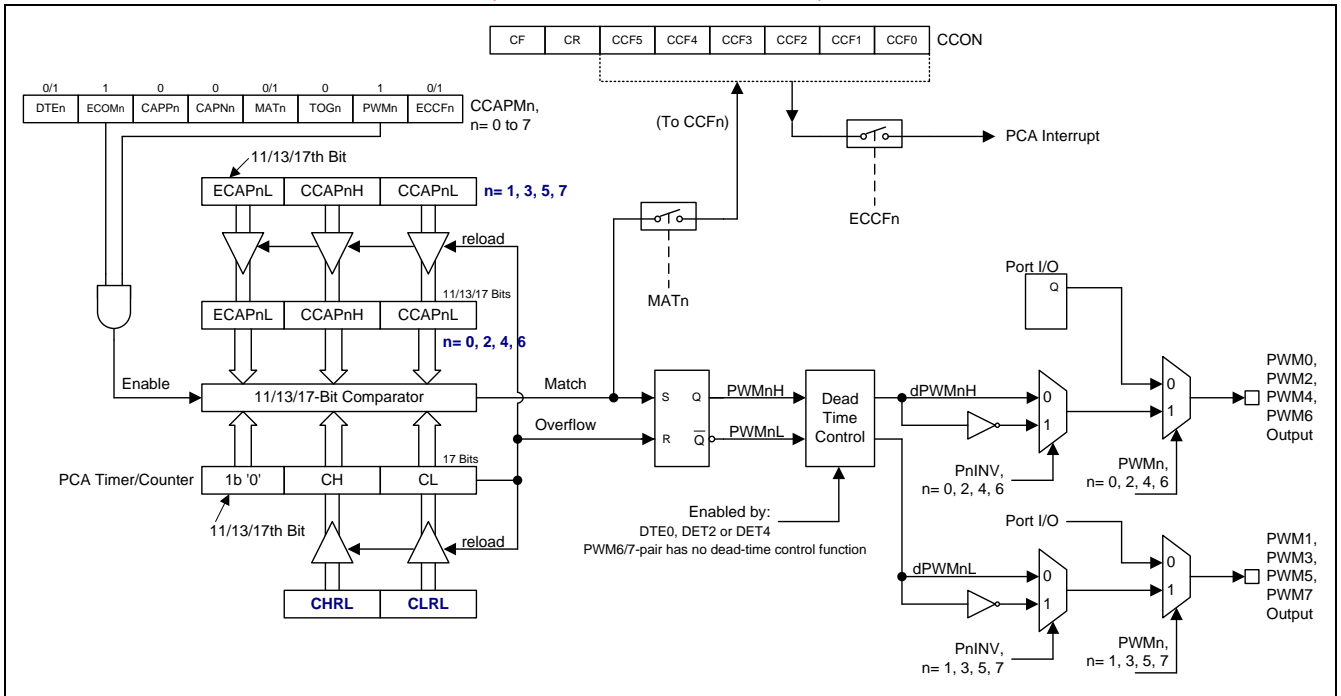 CF CR CCF5 CCF4 CCF3 CCF2 CCF1 CCF0 CCON
0/1 1 0 0 0/1 0 1 0/1
DTEn ECOMn CAPPn CAPNn MATn TOGn PWMn ECCFn
CCAPMn,
n= 0 to 7
(To CCFn)
PCA Interrupt
ECCFn
11/13/17th Bit
ECAPnL CCAPnH CCAPnL n= 1, 3, 5, 7
reload
MATn
11/13/17 Bits
ECAPnL CCAPnH CCAPnL
n= 0, 2, 4, 6
Enable
11/13/17-Bit Comparator
Match
Overflow
S Q
R Q
PWMnH
PWMnL
Dead
Time
Control
dPWMnH
Port I/O
Q
0
1
0
1
PnINV,
n= 0, 2, 4, 6
PWMn,
n= 0, 2, 4, 6
PWM0,
PWM2,
PWM4,
PWM6
Output
17 Bits
PCA Timer/Counter 1b '0' CH CL
11/13/17th Bit
reload
CHRL CLRL
Enabled by:
DTE0, DET2 or DET4
PWM6/7-pair has no dead-time control function
dPWMnL
Port I/O
0
1
0
1
PnINV,
n= 1, 3, 5, 7
PWMn,
n= 1, 3, 5, 7
PWM1,
PWM3,
PWM5,
PWM7
Output